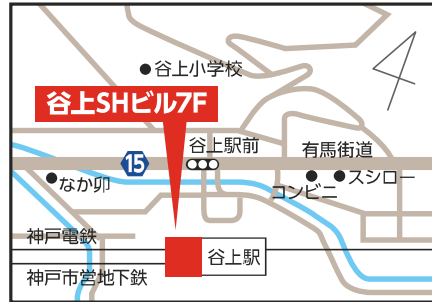 谷上小学校
谷上SHビル7F
谷上駅前
有馬街道
15
なか卯
コンビニ
スシロー
神戸電鉄
谷上駅
神戸市営地下鉄